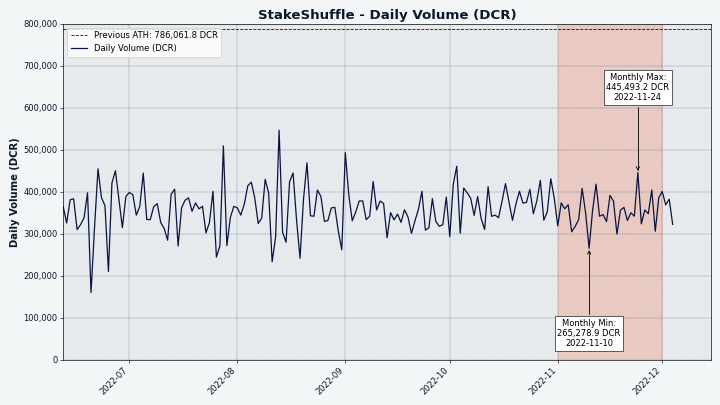 StakeShuffle - Daily Volume (DCR)
Previous ATH: 786,061.8 DCR
Daily Volume (DCR)
Daily Volume (DCR)
800,000
700,000
600,000
500,000
400,000
300,000
200,000
100,000
0
Monthly Max:
445,493.2 DCR
2022-11-24
Monthly Min:
265,278.9 DCR
2022-11-10
2022-07
2022-08
2022-09
2022-10
2022-11
2022-12